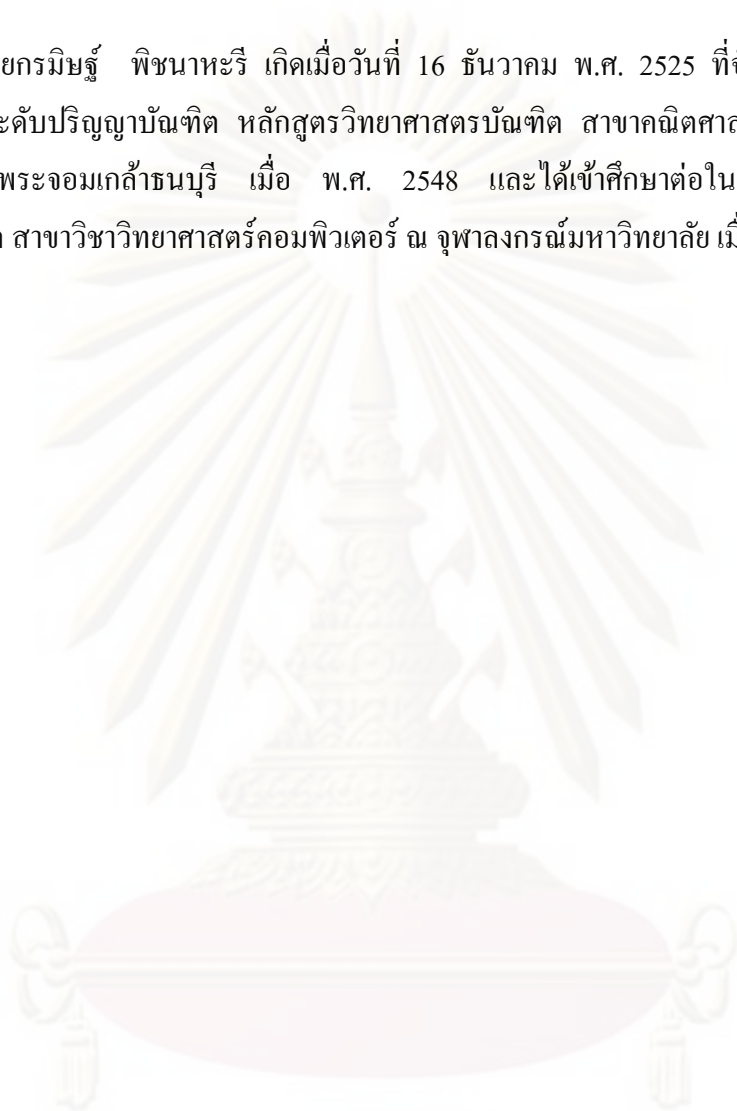 ยกรมิษฐ์ พิชนาหะรี เกิดเมื่อวันที่ 16 ธันวาคม พ.ศ. 2525 ที่จ
ะดับปริญญาบัณฑิต หลักสูตรวิทยาศาสตรบัณฑิต สาขาคณิตศาส
พระจอมเกล้าธนบุรี เมื่อ พ.ศ. 2548 และได้เข้าศึกษาต่อใน
สาขาวิชาวิทยาศาสตร์คอมพิวเตอร์ ณ จุฬาลงกรณ์มหาวิทยาลัย เมื่